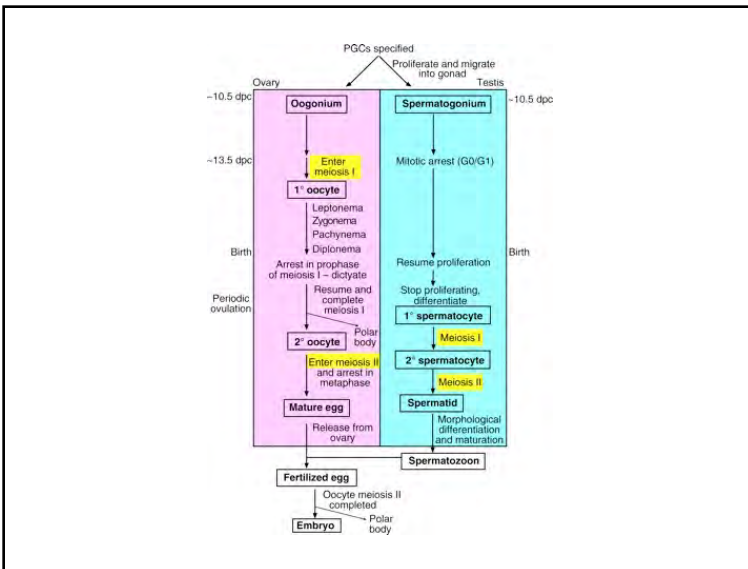 PGCs specified
Proliferate and migrate
into gonad
Ovary
Testis
~10.5 dpc
Oogonium
Spermatogonium
~10.5 dpc
~13.5 dpc
Enter
meiosis I
Mitotic arrest (G0/G1)
1° oocyte
Leptonema
Zygonema
Pachynema
Diplonema
Birth
Arrest in prophase
of meiosis I – dictyate
Resume proliferation
Birth
Periodic
ovulation
Resume and
complete
meiosis I
Stop proliferating,
differentiate
1° spermatocyte
Polar
body
Meiosis I
2° oocyte
2° spermatocyte
Enter meiosis II
and arrest in
metaphase
Meiosis II
Mature egg
Spermatid
Release from
ovary
Morphological
differentiation
and maturation
Spermatozoon
Fertilized egg
Oocyte meiosis II
completed
Embryo
Polar
body